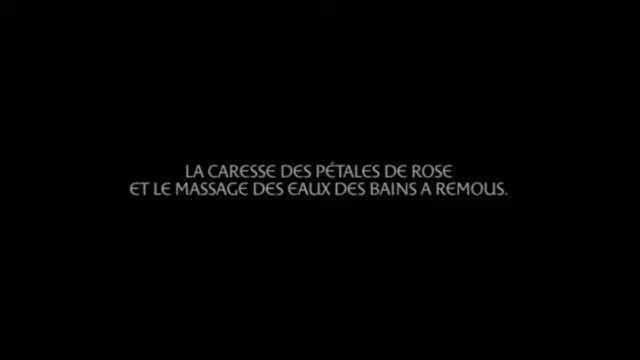 LA CARESSE DES PÉTALES DE ROSE
ET LE MASSAGE DES EAUX DES BAINS A REMOUS.